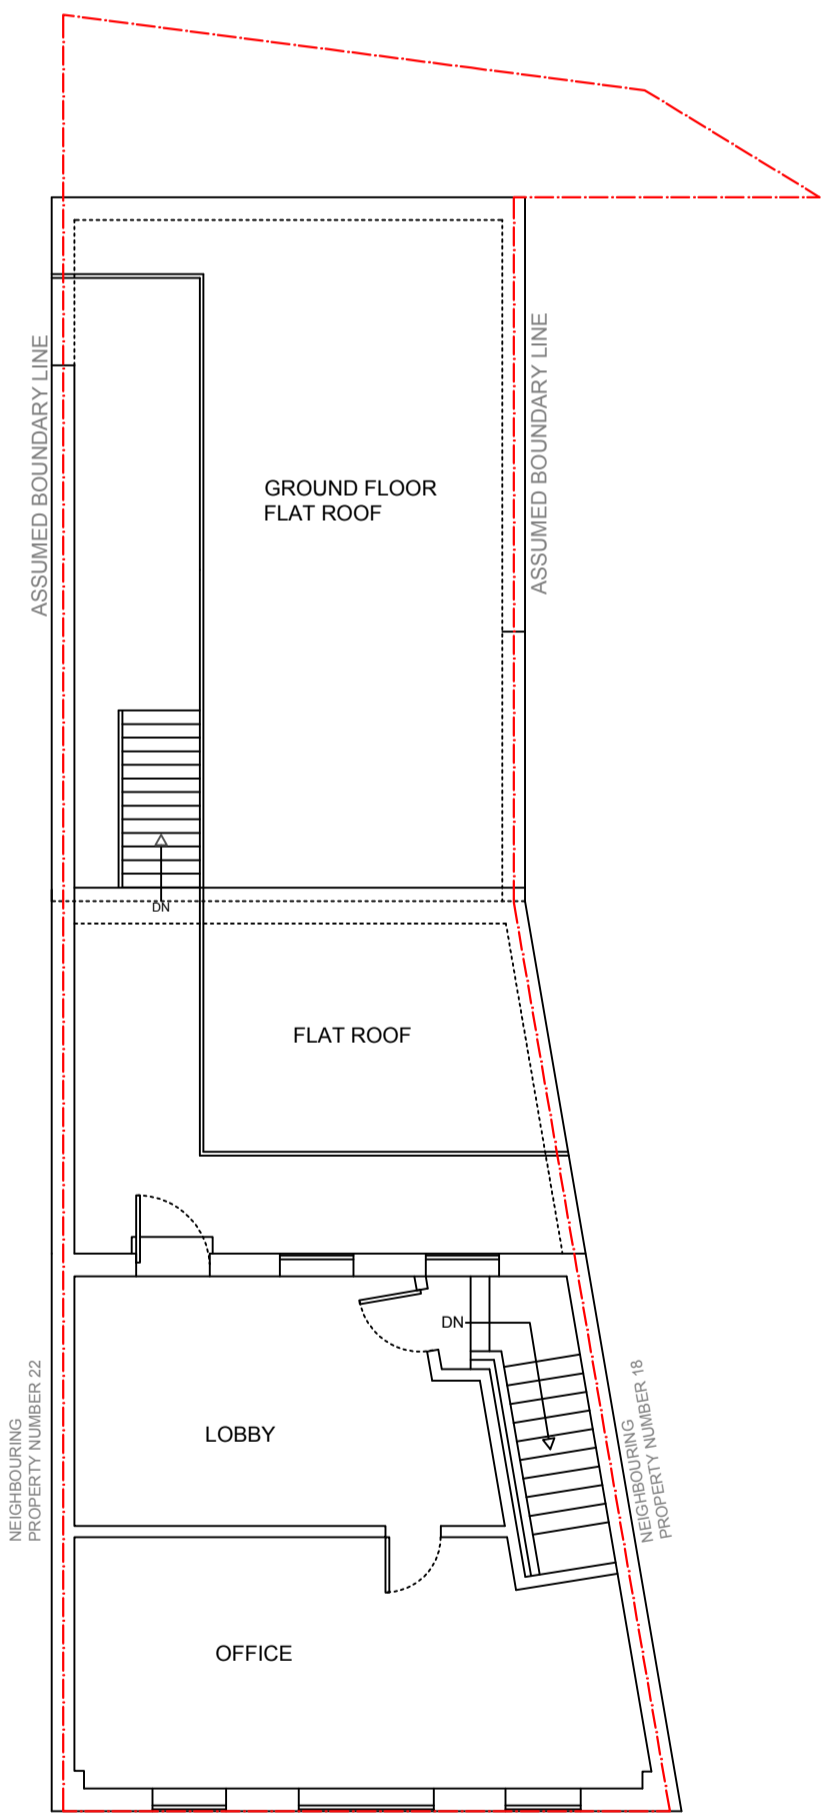 ASSUMED BOUNDARY LINE
ASSUMED BOUNDARY LINE
GROUND FLOOR
FLAT ROOF
DN
FLAT ROOF
DN
NEIGHBOURING
PROPERTY NUMBER 22
LOBBY
NEIGHBOURING
PROPERTY NUMBER 18
OFFICE